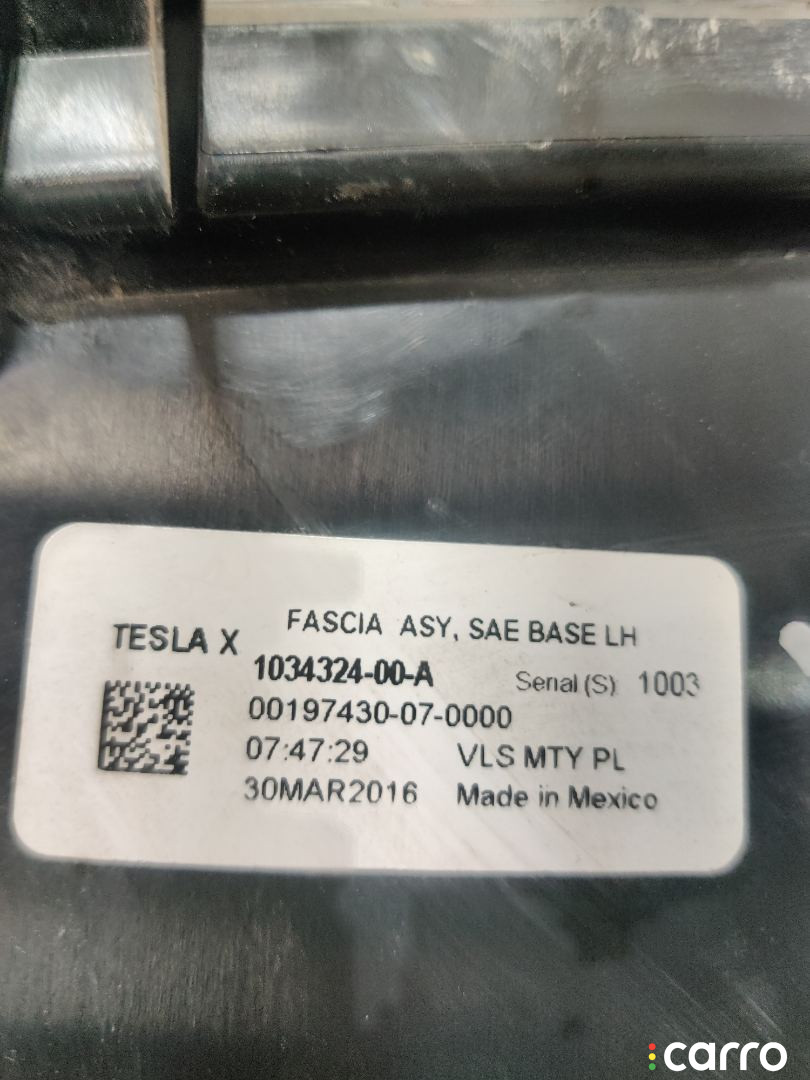 TESLA X
FASCIA ASY, SAE BASE LH
1034324-00-A
Serial (S) 1003
00197430-07-0000
07:47:29 VLS MTY PL
30MAR2016 Made in Mexico
carro